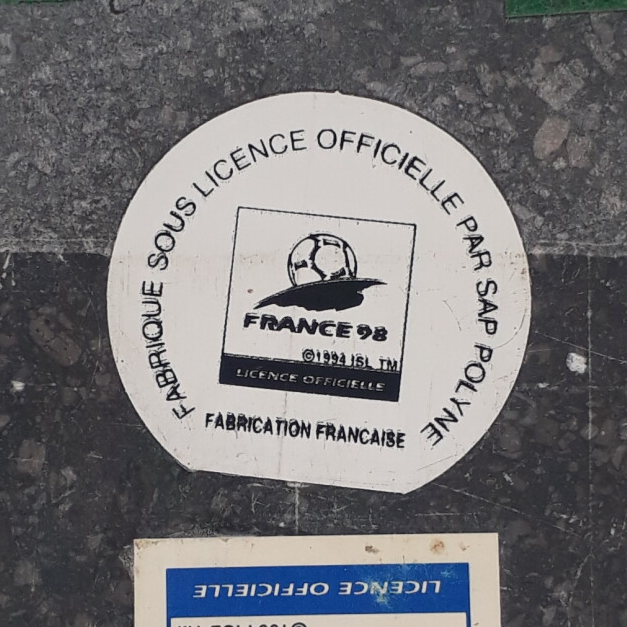 FABRIQUE SOUS LICENCE OFFICIELLE PAR SAP POLYNE
FRANCE 98
©1994 ISL TM
LICENCE OFFICIELLE
FABRICATION FRANCAISE
LICENCE OFFICIELLE